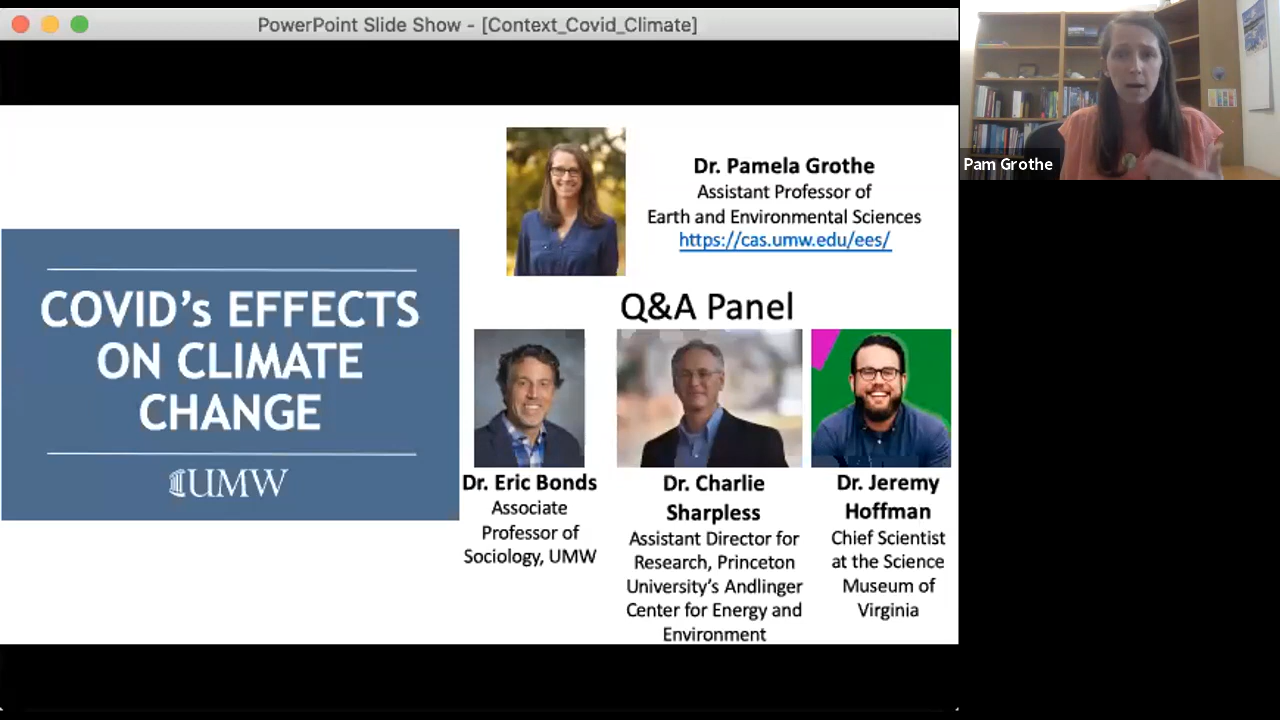 PowerPoint Slide Show - [Context_Covid_Climate]
Pam Grothe
Dr. Pamela Grothe
Assistant Professor of
Earth and Environmental Sciences
https://cas.umw.edu/ees/
COVID's EFFECTS
ON CLIMATE
CHANGE
UMW
Q&A Panel
Dr. Eric Bonds
Associate
Professor of
Sociology, UMW
Dr. Charlie
Sharpless
Assistant Director for
Research, Princeton
University's Andlinger
Center for Energy and
Environment
Dr. Jeremy
Hoffman
Chief Scientist
at the Science
Museum of
Virginia